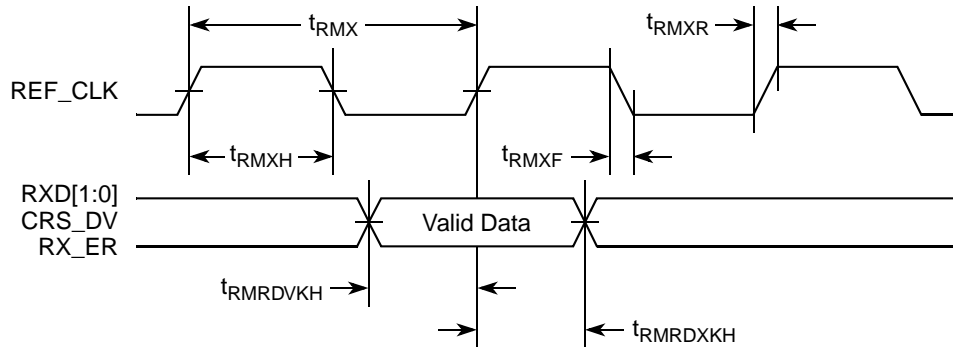 tRMX
tRMXR
REF_CLK
tRMXH
tRMXF
RXD[1:0]
CRS_DV
RX_ER
Valid Data
tRMRDVKH
tRMRDXKH